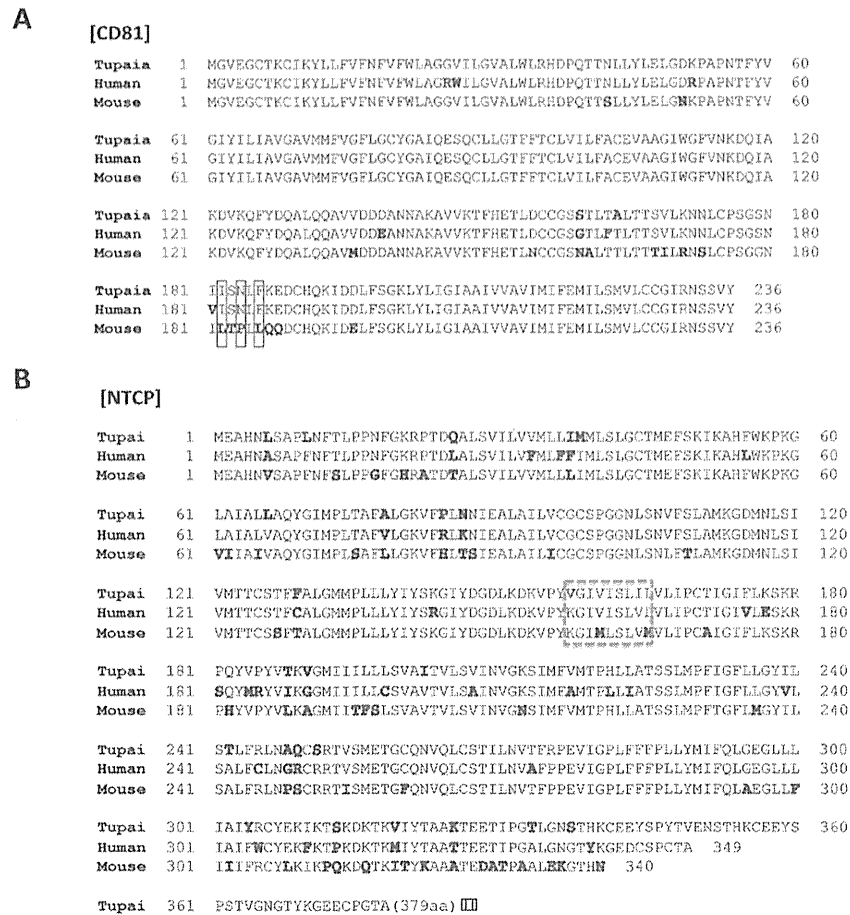 A
[CD81]
Tupaia 1 MGVEGCTKCIKYLLFVFNFVFWLAGGVILGVALWLRHDPQTTNLLYLELGDKPAPNTFYV 60
Human 1 MGVEGCTKCIKYLLFVFNFVFWLAGRWILGVALWLRHDPQTTNLLYLELGDRPAPNTFYV 60
Mouse 1 MGVEGCTKCIKYLLFVFNFVFWLAGGVILGVALWLRHDPQTTSLLYLELGNKPAPNTFYV 60
Tupaia 61 GIYILIAVGAVMMFVGFLGCYGAIQESQCLLGTFFTCLVILFACEVAAGIWGFVNKDQIA 120
Human 61 GIYILIAVGAVMMFVGFLGCYGAIQESQCLLGTFFTCLVILFACEVAAGIWGFVNKDQIA 120
Mouse 61 GIYILIAVGAVMMFVGFLGCYGAIQESQCLLGTFFTCLVILFACEVAAGIWGFVNKDQIA 120
Tupaia 121 KDVKQFYDQALQQAVVDDDANNAKAVVKTFHETLDCCGSSTLTALTTSVLKNNLCPSGSN 180
Human 121 KDVKQFYDQALQQAVVDDDANNAKAVVKTFHETLDCCGSSTLTALTTSVLKNNLCPSGSN 180
Mouse 121 KDVKQFYDQALQQAVMDDDANNAKAVVKTFHETLNCCGSNALTTLTTTILRNSLCPSGGN 180
Tupaia 181 IISNLFKEDCHQKIDDLFSGKLYLIGIAAIVVAVIMIFEMILSMVLCCGIRNSSVY 236
Human 181 VISNLFKEDCHQKIDDLFSGKLYLIGIAAIVVAVIMIFEMILSMVLCCGIRNSSVY 236
Mouse 181 ILTPLLQQDCHQKIDELFSGKLYLIGIAAIVVAVIMIFEMILSMVLCCGIRNSSVY 236
B
[NTCP]
Tupai 1 MEAHNLSAPLNFTLPPNFGKRPTDQALSVILVVMLLIMMLSLGCTMEFSKIKAHFWKPKG 60
Human 1 MEAHNASAPFNFTLPPNFGKRPTDLALSVILVFMLFFIMLSLGCTMEFSKIKAHLWKPKG 60
Mouse 1 MEAHNVSAPFNFSLPPGFGHRATDTALSVILVVMLLLIMLSLGCTMEFSKIKAHFWKPKG 60
Tupai 61 LAIALLAQYGIMPLTAFALGKVFPLNNIEALAILVCGCSPGGNLSNVFSLAMKGDMNLSI 120
Human 61 LAIALVAQYGIMPLTAFVLGKVFRLKNIEALAILVCGCSPGGNLSNVFSLAMKGDMNLSI 120
Mouse 61 VIIAIVAQYGIMPLSAFLLGKVFHLTSIEALAILICGCSPGGNLSNLFTLAMKGDMNLSI 120
Tupai 121 VMTTCSTFFALGMMPLLLYIYSKGIYDGDLKDKVPYVGIVISLILVLIPCTIGIFLKSKR 180
Human 121 VMTTCSTFCALGMMPLLLYIYSRGIYDGDLKDKVPYKGIVISLVLVLIPCTIGIVLKSKR 180
Mouse 121 VMTTCSSFTALGMMPLLLYIYSKGIYDGDLKDKVPYKGIMLSLVMVLIPCAIGIFLKSKR 180
Tupai 181 PQYVPYVTKVGMIIILLLSVAITVLSVINVGKSIMFVMTPHLLATSSLMPFIGFLLGYIL 240
Human 181 SQYMRYVIKGGMIIILLCSVAVTVLSAINVGKSIMFAMTPLLIATSSLMPFIGFLLGYVL 240
Mouse 181 PHYVPYVLKAGMIITFSLSVAVTVLSVINVGNSIMFVMTPHLLATSSLMPFTGFLMGYIL 240
Tupai 241 STLFRLNAQCSRTVSMETGCQNVQLCSTILNVTFRPEVIGPLFFFPLLYMIFQLGEGLLL 300
Human 241 SALFCLNGRCRRTVSMETGCQNVQLCSTILNVAFPPEVIGPLFFFPLLYMIFQLGEGLLL 300
Mouse 241 SALFRLNPSCRRTISMETGFQNVQLCSTILNVTFPPEVIGPLFFFPLLYMIFQLAEGLLF 300
Tupai 301 IAIYRCYEKIKTSKDKTKVIYTAAKTEETIPGTLGNSTHKCEEYSPYTVENSTHKCEEYS 360
Human 301 IAIFWCYEKFKTPKDKTKMIYTAATTEETIPGALGNGTYKGEDCSPCTA 349
Mouse 301 IIIFRCYLKIKPQKDQTKITYKAAATEDATPAALEKGTHN 340
Tupai 361 PSTVGNGTYKGEECPGTA(379aa)